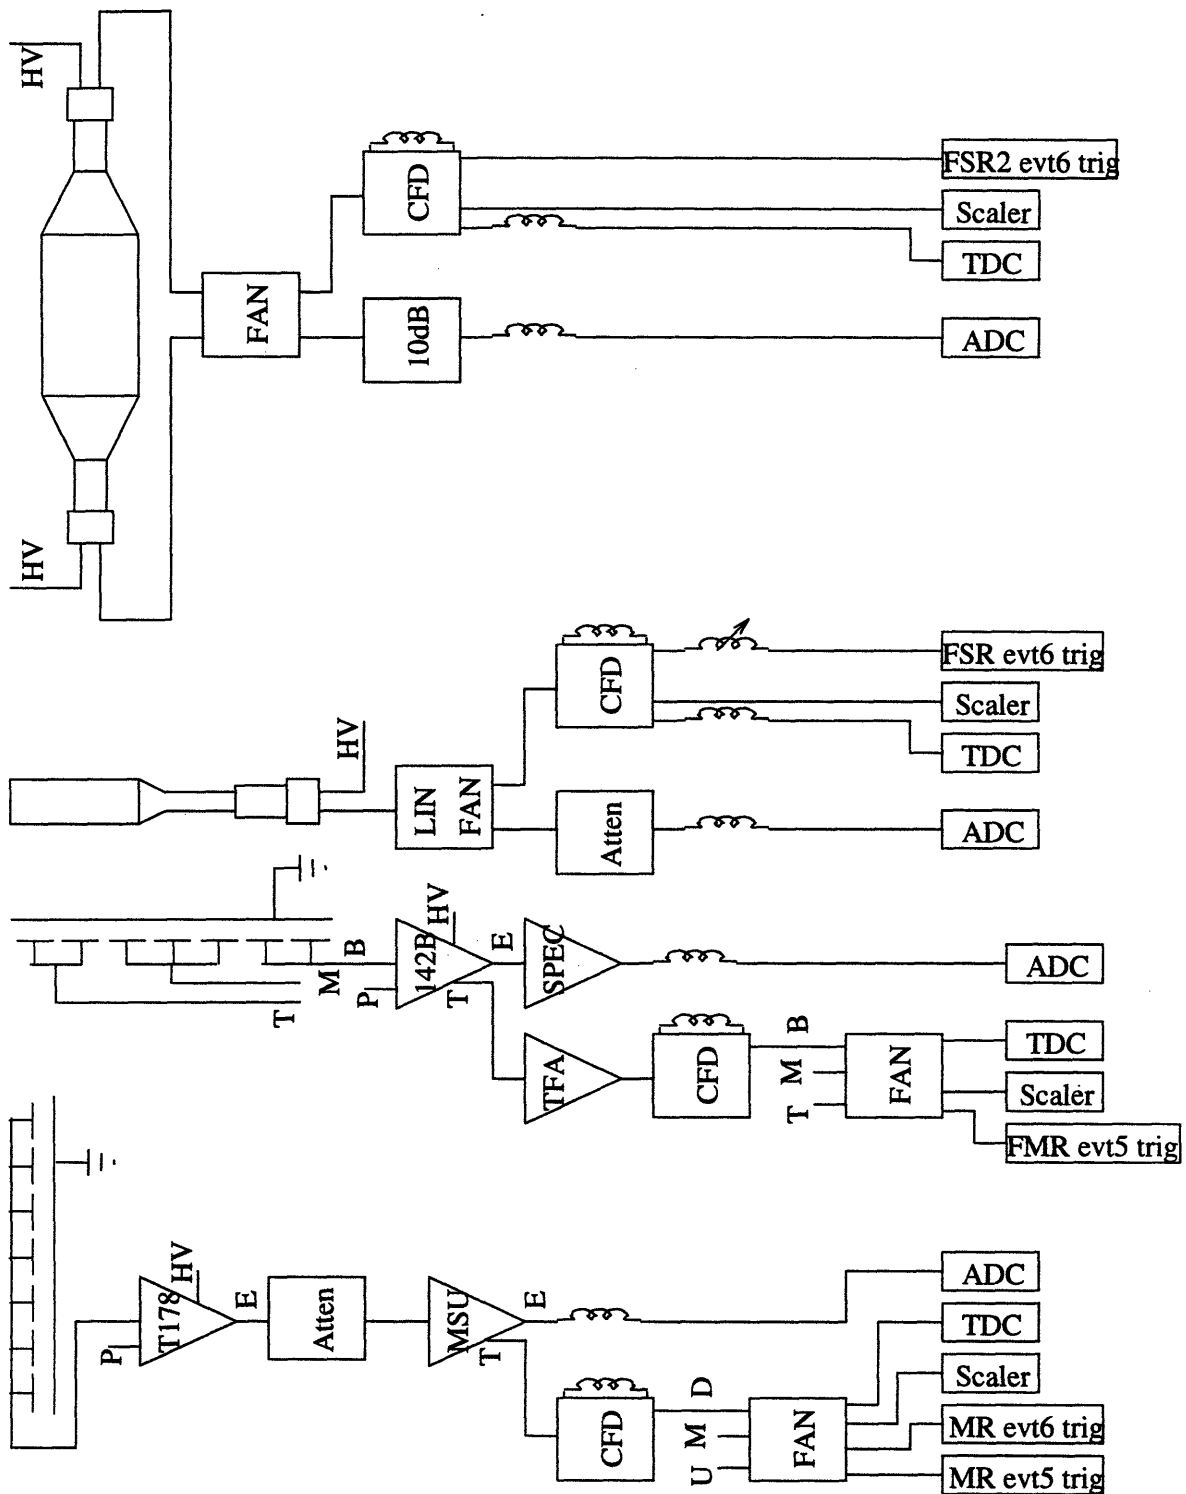 HV
HV
CFD
FAN
10dB
FSR2 evt6 trig
Scaler
TDC
ADC
HV
LIN
FAN
CFD
Atten
FSR evt6 trig
Scaler
TDC
ADC
T
M
B
P
142B
HV
T
E
SPEC
TFA
CFD
T
M
B
FAN
ADC
TDC
Scaler
FMR evt5 trig
P
T178
HV
E
Atten
MSU
T
E
CFD
U
M
D
FAN
ADC
TDC
Scaler
MR evt6 trig
MR evt5 trig